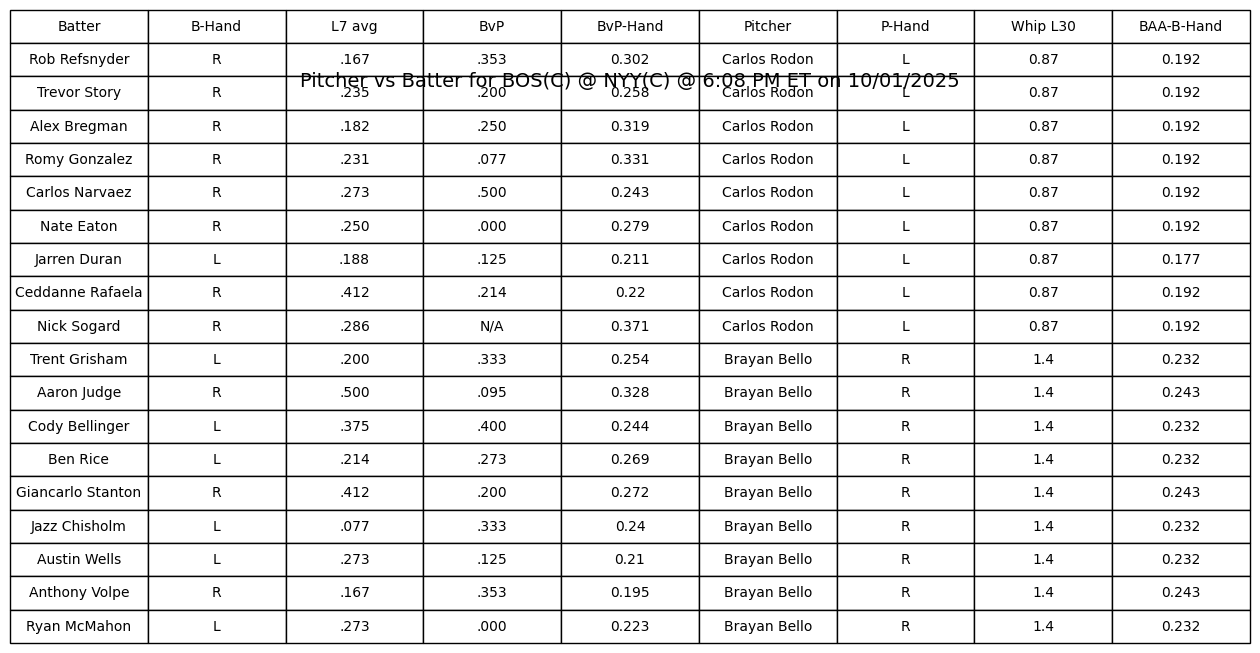 Batter B-Hand L7 avg BvP BvP-Hand Pitcher P-Hand Whip L30 BAA-B-Hand
Rob Refsnyder R .167 .353 0.302 Carlos Rodon L 0.87 0.192
Pitcher vs Batter for BOS(C) @ NYY(C) @ 6:08 PM ET on 10/01/2025
Trevor Story R .235 .200 0.258 Carlos Rodon L 0.87 0.192
Alex Bregman R .182 .250 0.319 Carlos Rodon L 0.87 0.192
Romy Gonzalez R .231 .077 0.331 Carlos Rodon L 0.87 0.192
Carlos Narvaez R .273 .500 0.243 Carlos Rodon L 0.87 0.192
Nate Eaton R .250 .000 0.279 Carlos Rodon L 0.87 0.192
Jarren Duran L .188 .125 0.211 Carlos Rodon L 0.87 0.177
Ceddanne Rafaela R .412 .214 0.22 Carlos Rodon L 0.87 0.192
Nick Sogard R .286 N/A 0.371 Carlos Rodon L 0.87 0.192
Trent Grisham L .200 .333 0.254 Brayan Bello R 1.4 0.232
Aaron Judge R .500 .095 0.328 Brayan Bello R 1.4 0.243
Cody Bellinger L .375 .400 0.244 Brayan Bello R 1.4 0.232
Ben Rice L .214 .273 0.269 Brayan Bello R 1.4 0.232
Giancarlo Stanton R .412 .200 0.272 Brayan Bello R 1.4 0.243
Jazz Chisholm L .077 .333 0.24 Brayan Bello R 1.4 0.232
Austin Wells L .273 .125 0.21 Brayan Bello R 1.4 0.232
Anthony Volpe R .167 .353 0.195 Brayan Bello R 1.4 0.243
Ryan McMahon L .273 .000 0.223 Brayan Bello R 1.4 0.232